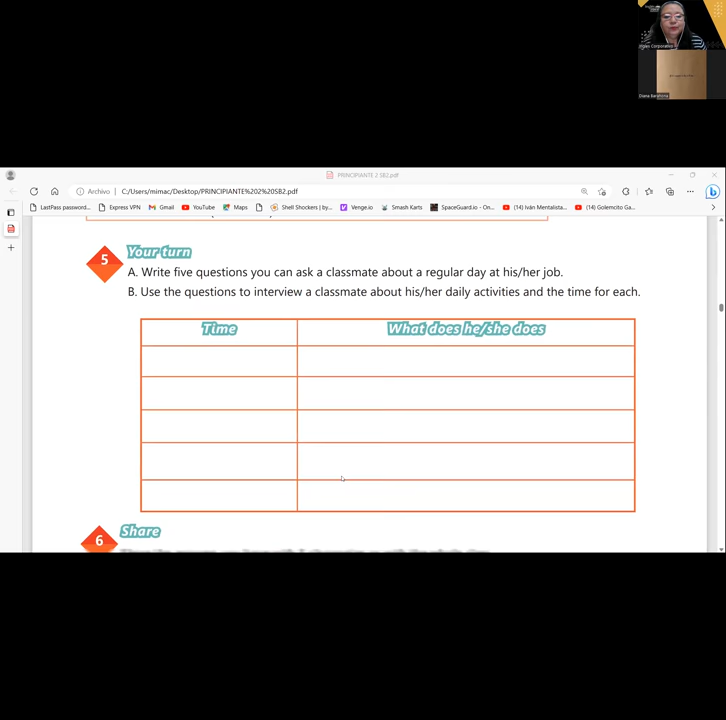 Inglés Corporativo
Diana Barahona
PRINCIPIANTE 2 SB2.pdf
Archivo
C:/Users/mimac/Desktop/PRINCIPIANTE%202%20SB2.pdf
LastPass password...
Express VPN
Gmail
YouTube
Maps
Shell Shockers | by...
Venge.io
Smash Karts
SpaceGuard.io - On...
(14) Iván Mentalista...
(14) Golemcito Ga...
5
Your turn
A. Write five questions you can ask a classmate about a regular day at his/her job.
B. Use the questions to interview a classmate about his/her daily activities and the time for each.
Time
What does he/she does
6
Share